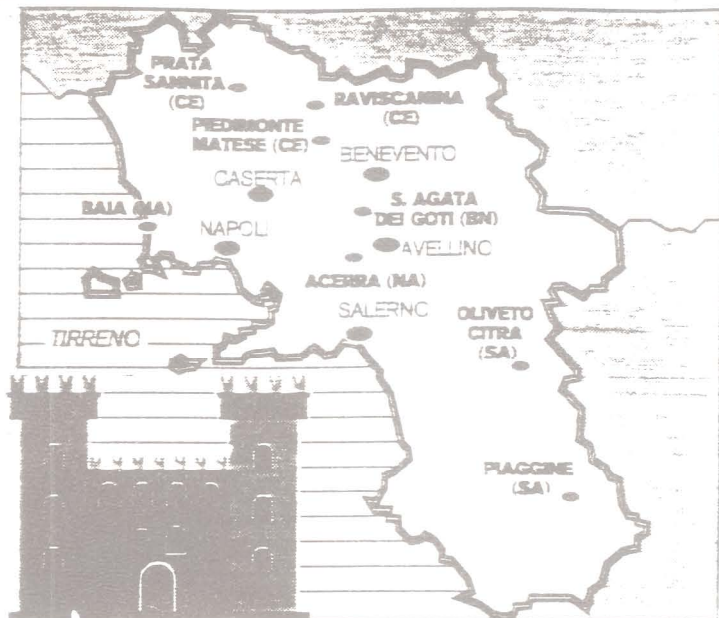 PRATA
SANNITA
(CE)
RAVISCANINA
(CE)
PIEDIMONTE
MATESE (CE)
BENEVENTO
CASERTA
S. AGATA
DEI GOTI (BN)
BAIA (NA)
NAPOLI
AVELLINO
ACERRA (NA)
SALERNO
OLIVETO
CITRA
(SA)
TIRRENO
PIAGGINE
(SA)